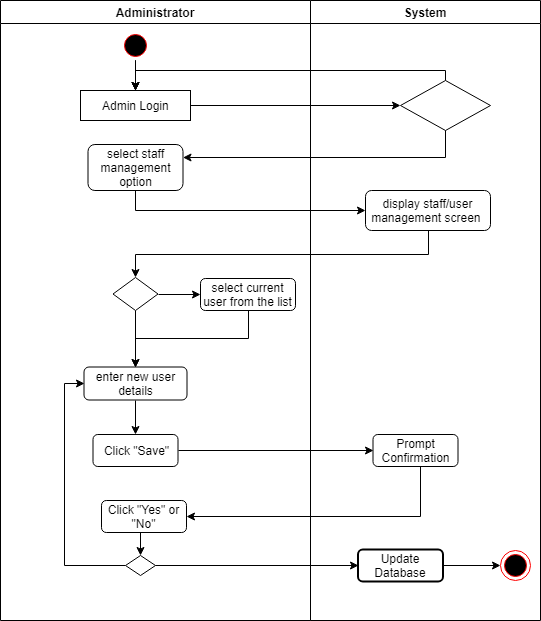 Administrator
System
Admin Login
select staff
management
option
display staff/user
management screen
select current
user from the list
enter new user
details
Click "Save"
Prompt
Confirmation
Click "Yes" or
"No"
Update
Database